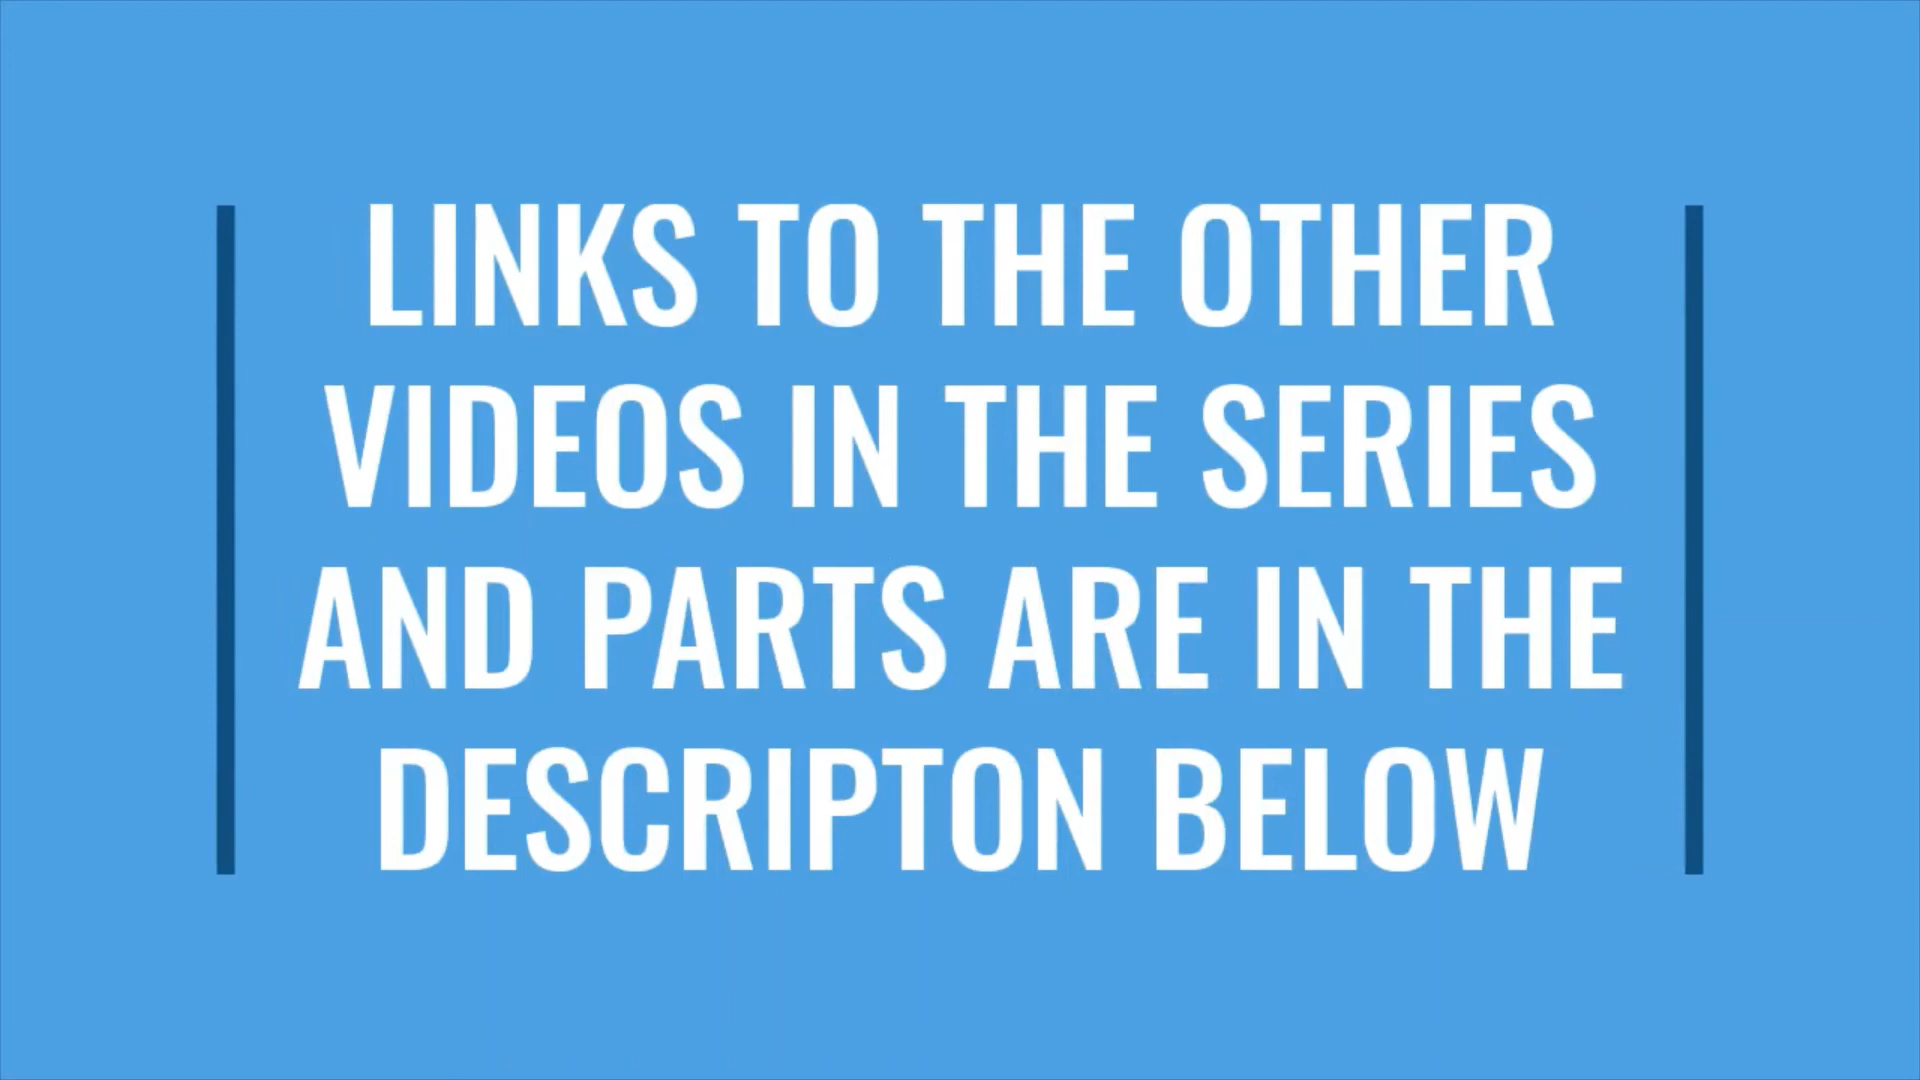 LINKS TO THE OTHER
VIDEOS IN THE SERIES
AND PARTS ARE IN THE
DESCRIPTON BELOW